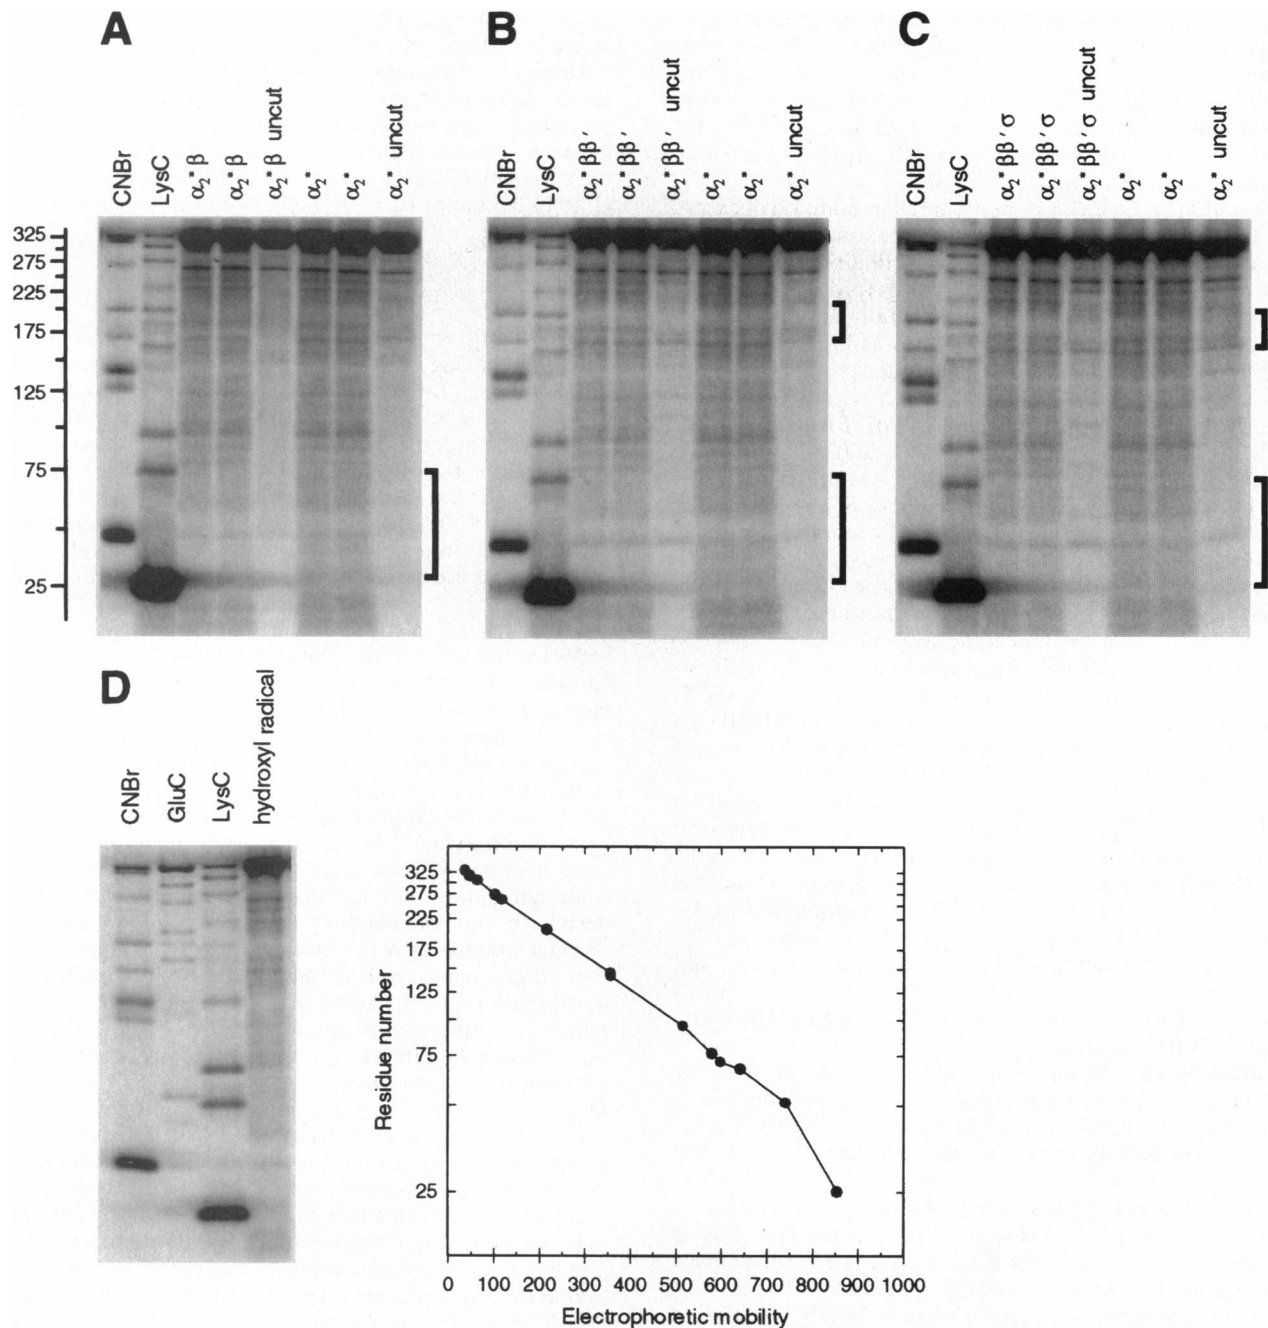 A
B
C
CNBr
LysC
α₂*β
α₂*β
α₂*β uncut
α₂*
α₂*
α₂* uncut
CNBr
LysC
α₂*ββ′
α₂*ββ′
α₂*ββ′ uncut
α₂*
α₂*
α₂* uncut
CNBr
LysC
α₂*ββ′σ
α₂*ββ′σ
α₂*ββ′σ uncut
α₂*
α₂*
α₂* uncut
325
275
225
175
125
75
25
D
CNBr
GluC
LysC
hydroxyl radical
325
275
225
175
125
75
25
Residue number
0 100 200 300 400 500 600 700 800 900 1000
Electrophoretic mobility